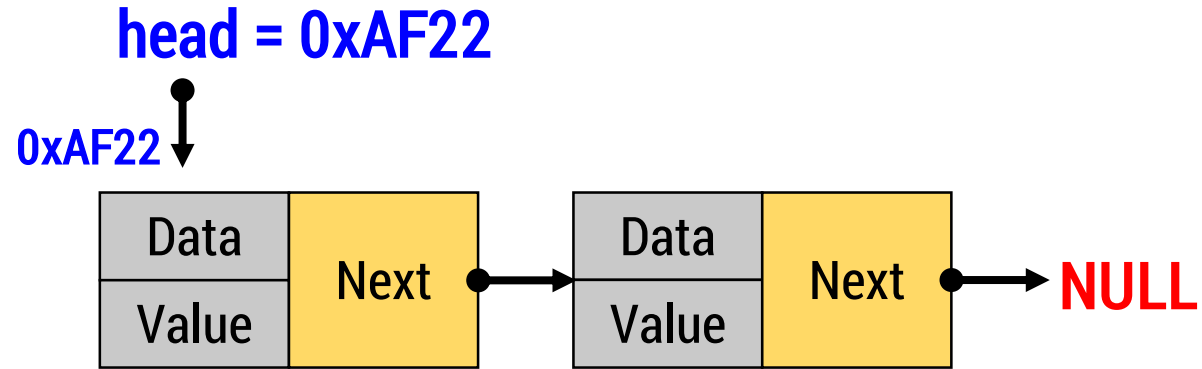 head = 0xAF22
0xAF22
Data
Value
Next
Data
Value
Next
NULL